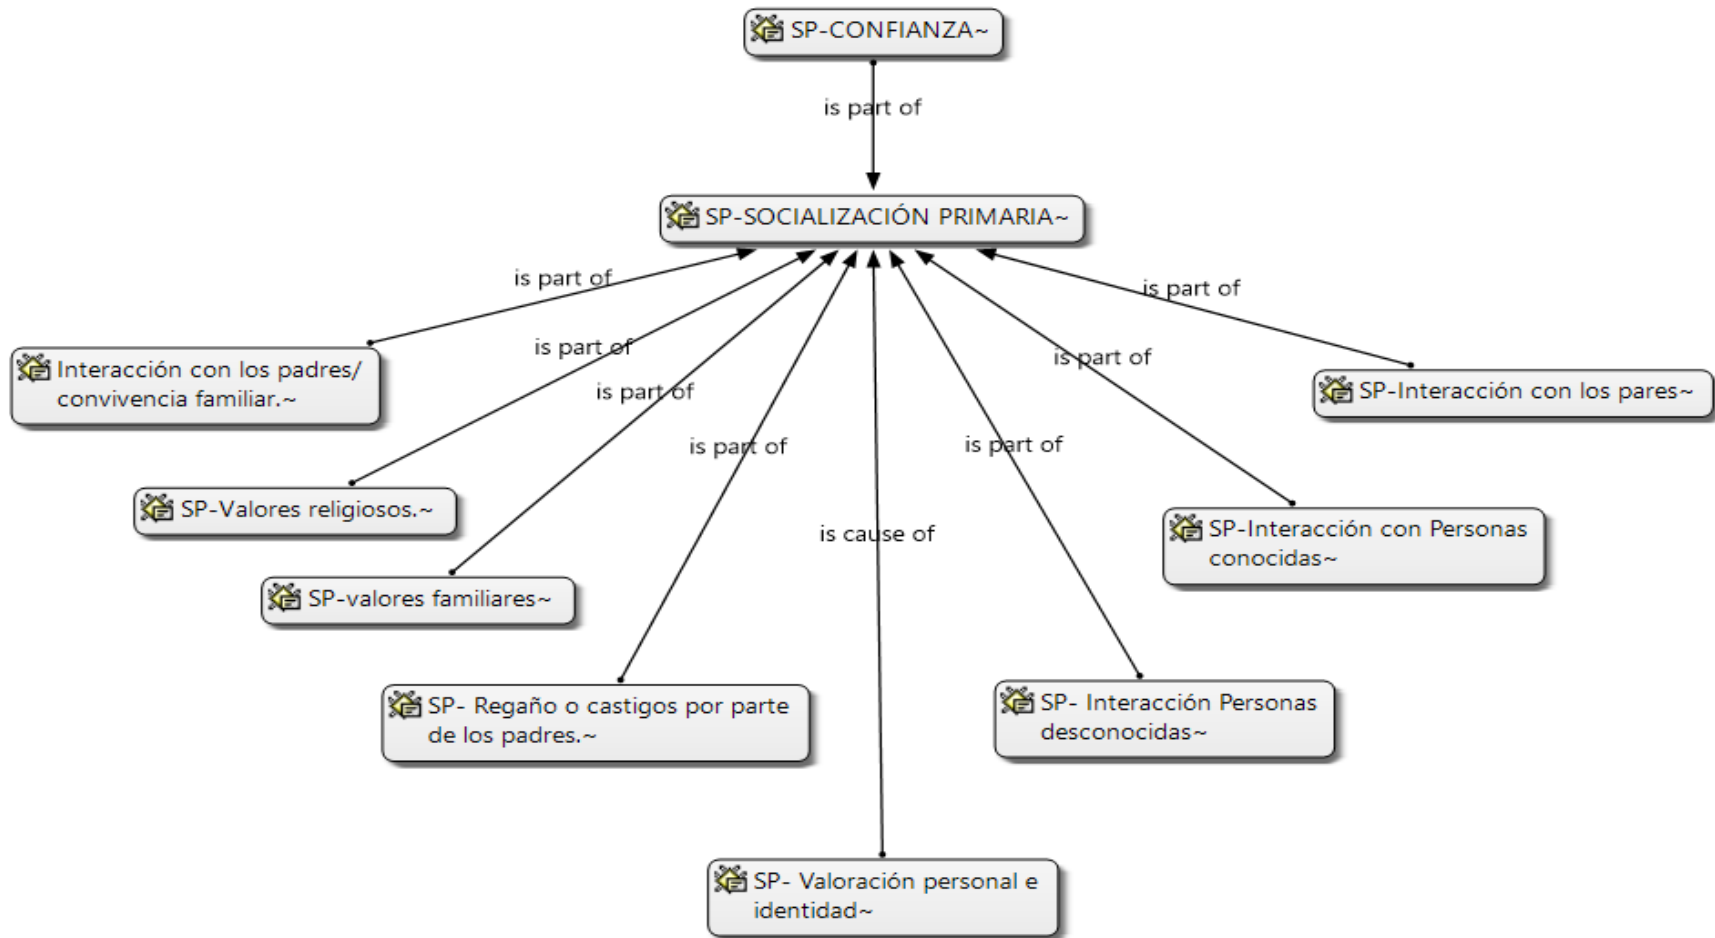 SP-CONFIANZA~
is part of
SP-SOCIALIZACIÓN PRIMARIA~
is part of
is part of
is part of
is part of
is cause of
is part of
is part of
is part of
Interacción con los padres/
convivencia familiar.~
SP-Interacción con los pares~
SP-Valores religiosos.~
SP-Interacción con Personas
conocidas~
SP-valores familiares~
SP- Regaño o castigos por parte
de los padres.~
SP- Interacción Personas
desconocidas~
SP- Valoración personal e
identidad~